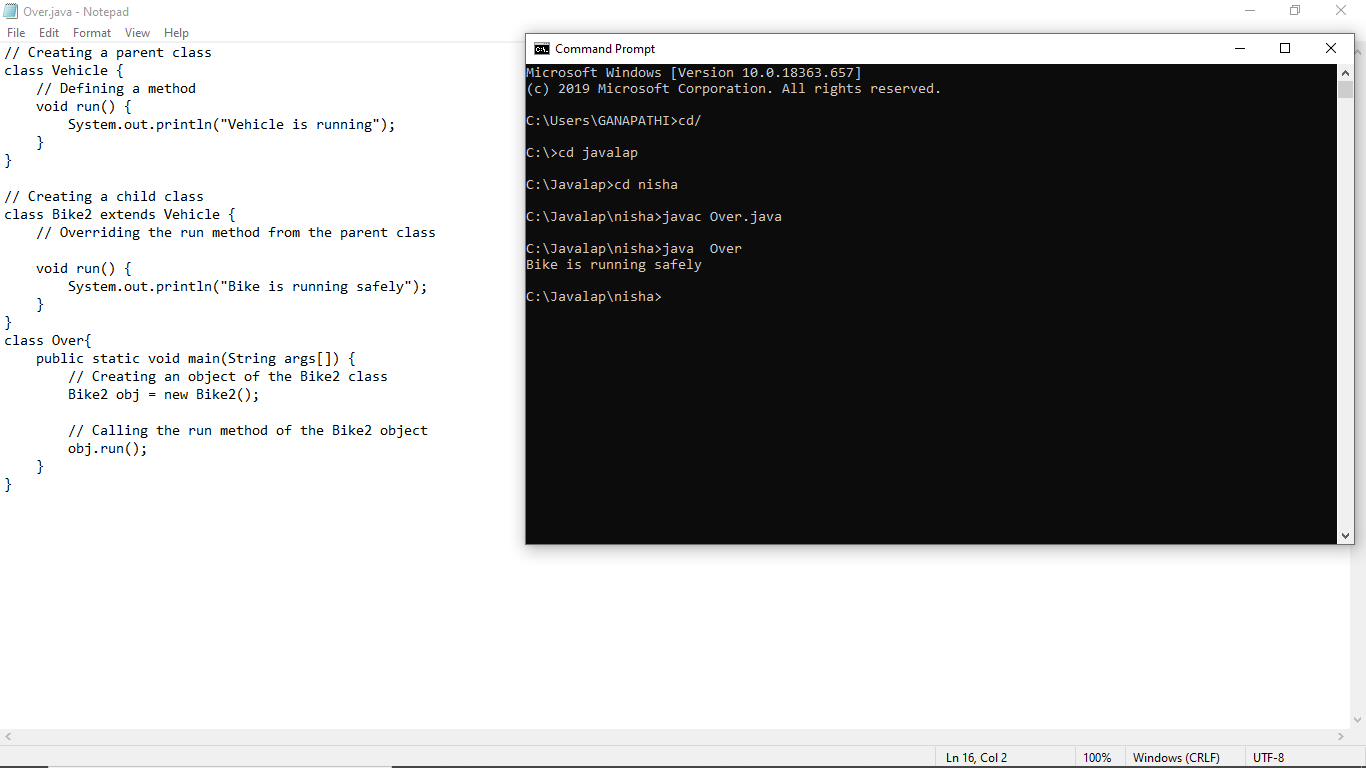 Over.java - Notepad
File Edit Format View Help
// Creating a parent class
class Vehicle {
    // Defining a method
    void run() {
        System.out.println("Vehicle is running");
    }
}

// Creating a child class
class Bike2 extends Vehicle {
    // Overriding the run method from the parent class

    void run() {
        System.out.println("Bike is running safely");
    }
}
class Over{
    public static void main(String args[]) {
        // Creating an object of the Bike2 class
        Bike2 obj = new Bike2();

        // Calling the run method of the Bike2 object
        obj.run();
    }
}
C:\. Command Prompt
Microsoft Windows [Version 10.0.18363.657]
(c) 2019 Microsoft Corporation. All rights reserved.

C:\Users\GANAPATHI>cd/

C:\>cd javalap

C:\Javalap>cd nisha

C:\Javalap\nisha>javac Over.java

C:\Javalap\nisha>java  Over
Bike is running safely

C:\Javalap\nisha>
Ln 16, Col 2 100% Windows (CRLF) UTF-8